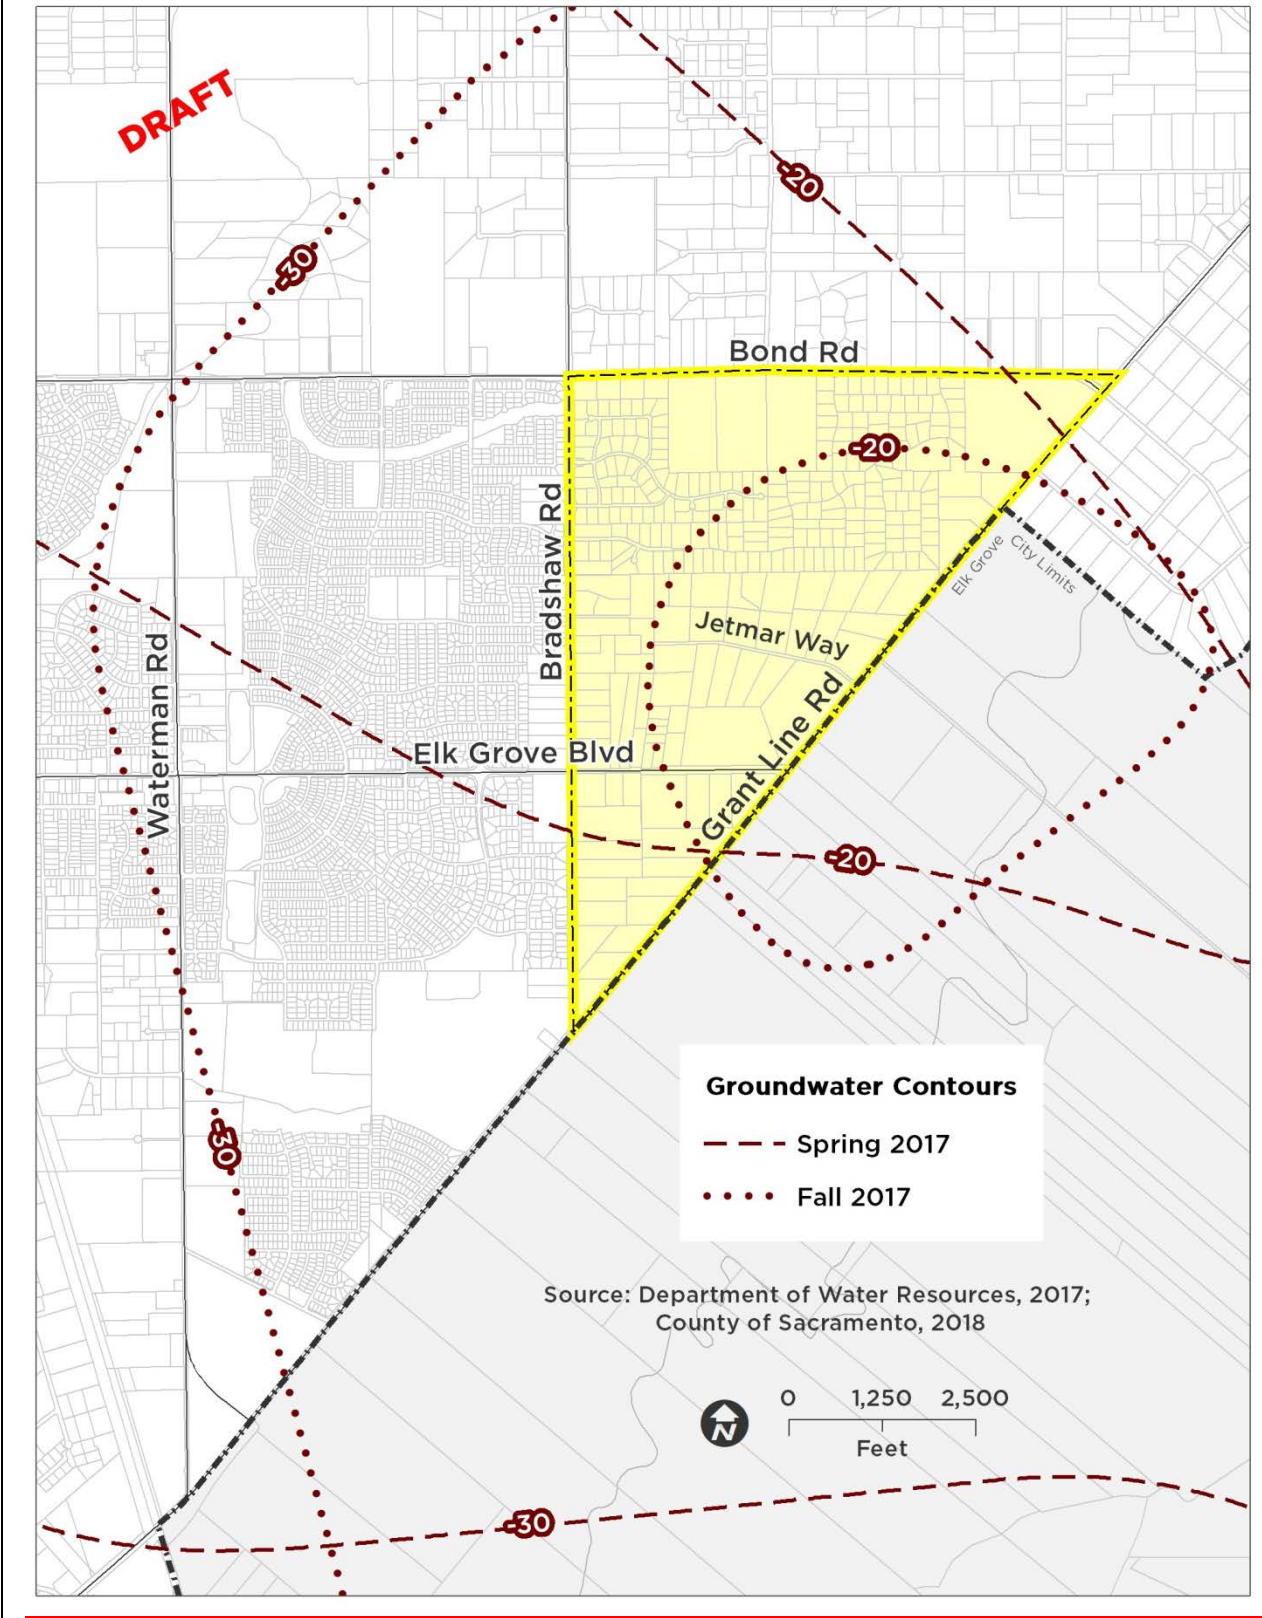 DRAFT
-20
-30
Bond Rd
-20
Bradshaw Rd
Elk Grove
City Limits
Jetmar Way
Waterman Rd
Elk Grove Blvd
Grant Line Rd
-20
-30
Groundwater Contours
Spring 2017
Fall 2017
Source: Department of Water Resources, 2017;
County of Sacramento, 2018
0 1,250 2,500
N
Feet
-30